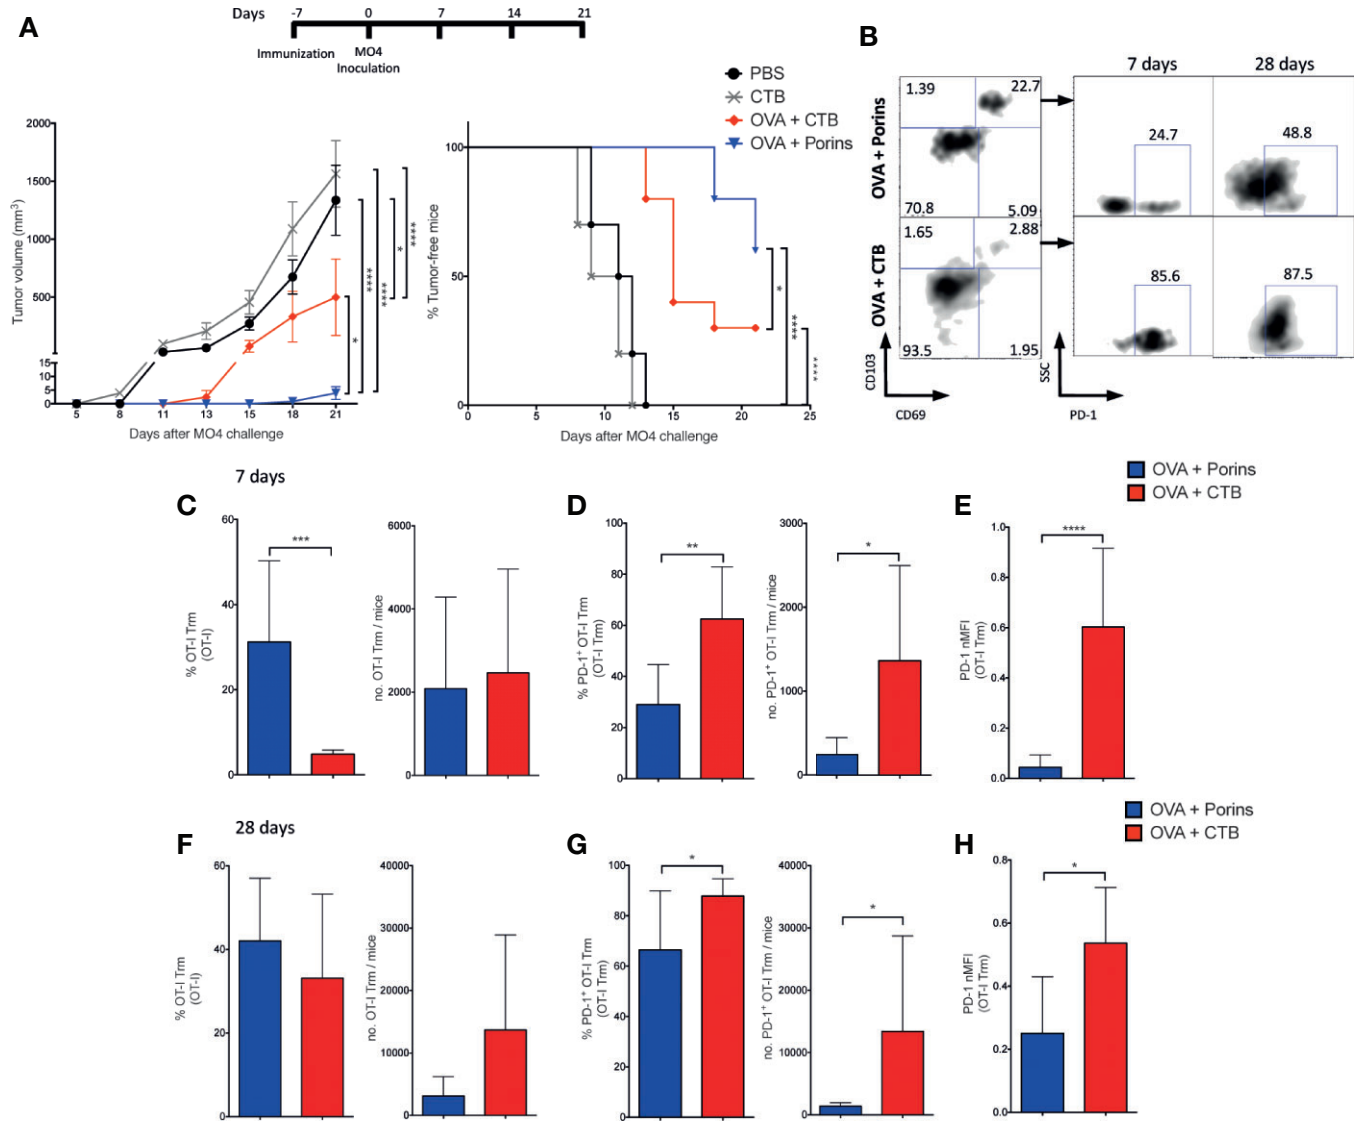 Days -7 0 7 14 21
A
Immunization MO4
Inoculation
B
PBS
CTB
OVA + CTB
OVA + Porins
Tumor volume (mm³)
2000
1500
1000
500
15
10
5
0
5 8 11 13 15 18 21
Days after MO4 challenge
*
****
****
*
****
% Tumor-free mice
100
50
0
0 5 10 15 20 25
Days after MO4 challenge
*
****
****
7 days 28 days
OVA + Porins
1.39 22.7
70.8 5.09
24.7 48.8
OVA + CTB
1.65 2.88
93.5 1.95
85.6 87.5
CD103
CD69
SSC
PD-1
OVA + Porins
OVA + CTB
7 days
C
% OT-I Trm
(OT-I)
60
40
20
0
***
no. OT-I Trm / mice
6000
4000
2000
0
D
% PD-1⁺ OT-I Trm
(OT-I Trm)
100
80
60
40
20
0
**
no. PD-1⁺ OT-I Trm / mice
3000
2000
1000
0
*
E
PD-1 nMFI
(OT-I Trm)
1.0
0.8
0.6
0.4
0.2
0.0
****
OVA + Porins
OVA + CTB
28 days
F
% OT-I Trm
(OT-I)
60
40
20
0
no. OT-I Trm / mice
40000
30000
20000
10000
0
G
% PD-1⁺ OT-I Trm
(OT-I Trm)
100
80
60
40
20
0
*
no. PD-1⁺ OT-I Trm / mice
40000
30000
20000
10000
0
*
H
PD-1 nMFI
(OT-I Trm)
0.8
0.6
0.4
0.2
0.0
*